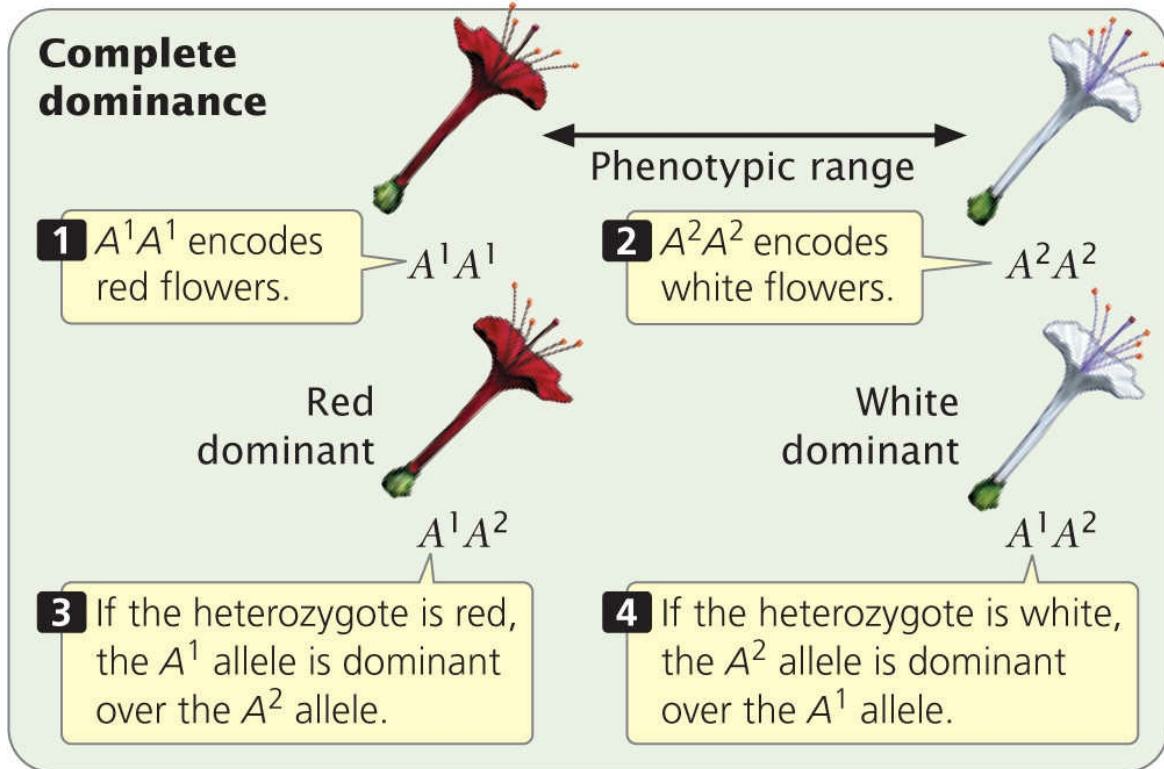 Complete
dominance
Phenotypic range
1 A¹A¹ encodes
red flowers.
A¹A¹
2 A²A² encodes
white flowers.
A²A²
Red
dominant
A¹A²
White
dominant
A¹A²
3 If the heterozygote is red,
the A¹ allele is dominant
over the A² allele.
4 If the heterozygote is white,
the A² allele is dominant
over the A¹ allele.